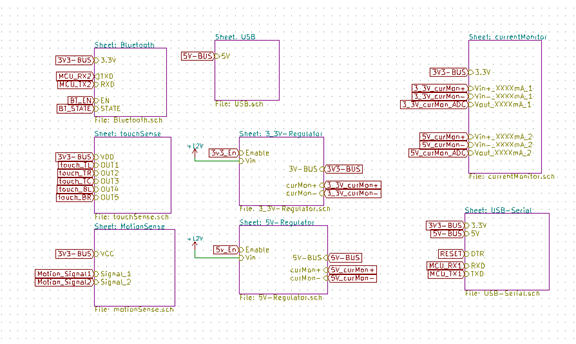 Sheet: Bluetooth
3V3-BUS 3.3V
MCU_RX2 TXD
MCU_TX2 RXD
BT_EN EN
BT_STATE STATE
File: Bluetooth.sch
Sheet: USB
5V-BUS 5V
File: USB.sch
Sheet: currentMonitor
3V3-BUS 3.3V
3_3V_curMon+ Vin+_XXXXmA_1
3_3V_curMon- Vin-_XXXXmA_1
3_3V_curMon_ADC Vout_XXXXmA_1
5V_curMon+ Vin+_XXXXmA_2
5V_curMon- Vin-_XXXXmA_2
5V_curMon_ADC Vout_XXXXmA_2
File: currentMonitor.sch
Sheet: touchSense
3V3-BUS VDD
touch_TL OUT1
touch_TR OUT2
touch_TC OUT3
touch_BL OUT4
touch_BR OUT5
File: touchSense.sch
Sheet: 3_3V-Regulator
+12V
3v3_En Enable
Vin
3V-BUS 3V3-BUS
curMon+ 3_3V_curMon+
curMon- 3_3V_curMon-
File: 3_3V-Regulator.sch
Sheet: MotionSense
3V3-BUS VCC
Motion_Signal1 Signal_1
Motion_Signal2 Signal_2
File: motionSense.sch
Sheet: 5V-Regulator
+12V
5v_En Enable
Vin
5V-BUS 5V-BUS
curMon+ 5V_curMon+
curMon- 5V_curMon-
File: 5V-Regulator.sch
Sheet: USB-Serial
3V3-BUS 3.3V
5V-BUS 5V
RESET DTR
MCU_RX1 RXD
MCU_TX1 TXD
File: USB-Serial.sch